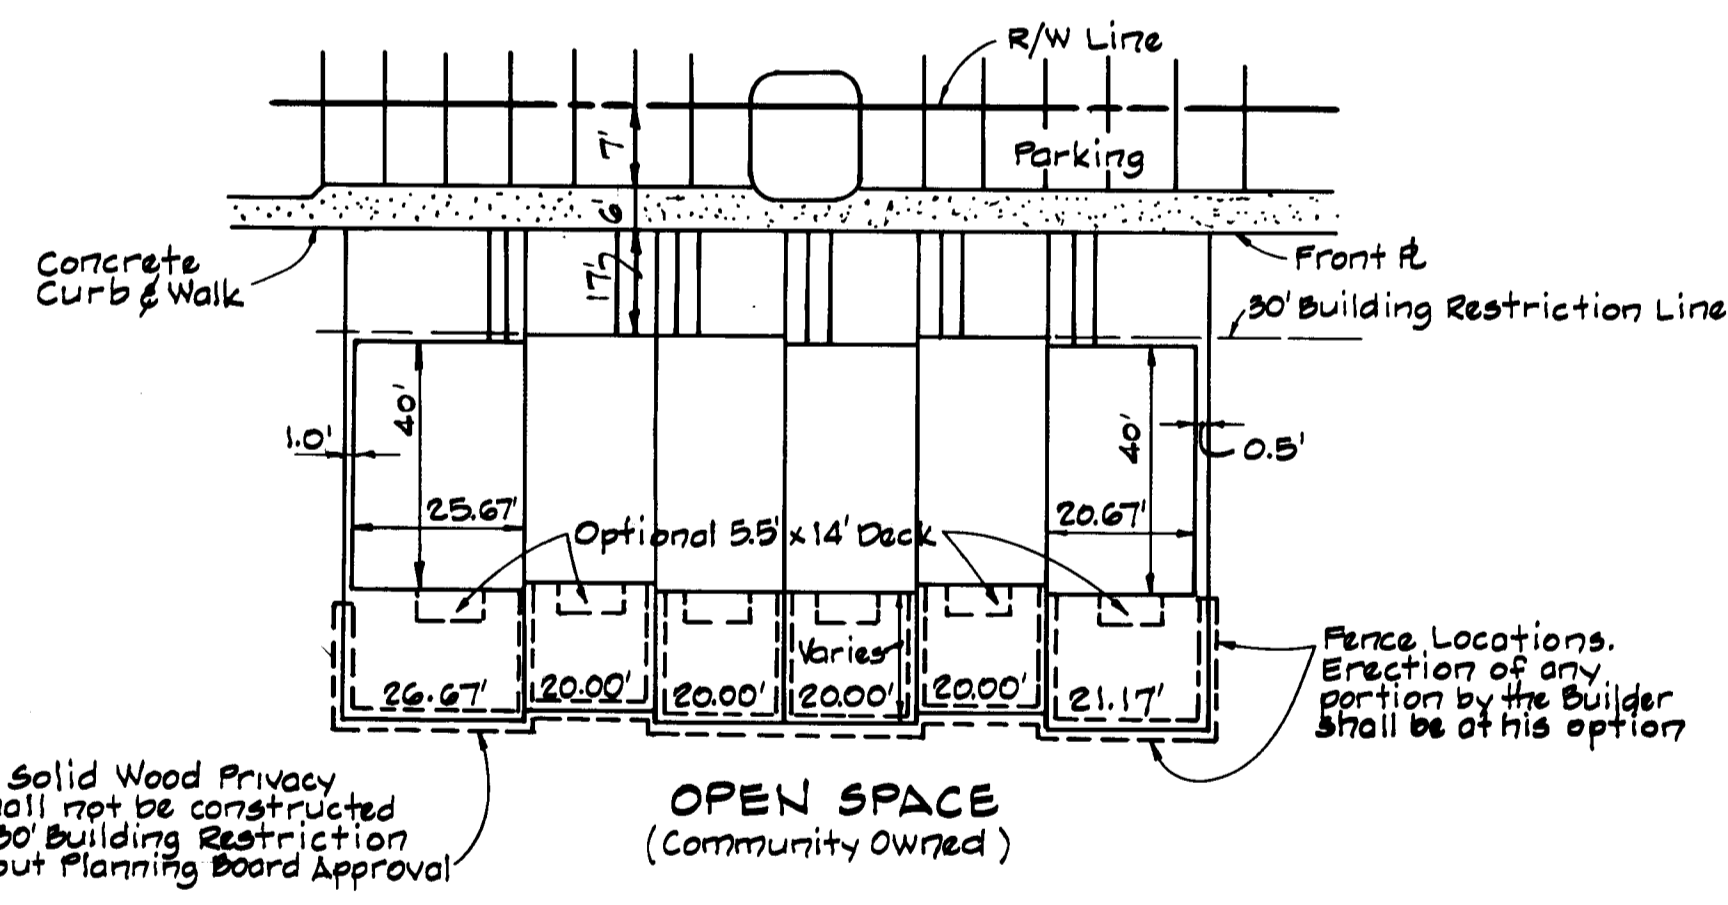 R/W Line
7'
Parking
6'
Concrete
Curb & Walk
17'
Front ⅊
30' Building Restriction Line
40'
40'
1.0'
0.5'
25.67'
20.67'
Optional 5.5' x 14' Deck
Varies
26.67'
20.00'
20.00'
20.00'
20.00'
21.17'
Fence Locations.
Erection of any
portion by the Builder
shall be at his option
Solid Wood Privacy
all not be constructed
30' Building Restriction
out Planning Board Approval
OPEN SPACE
(Community Owned)